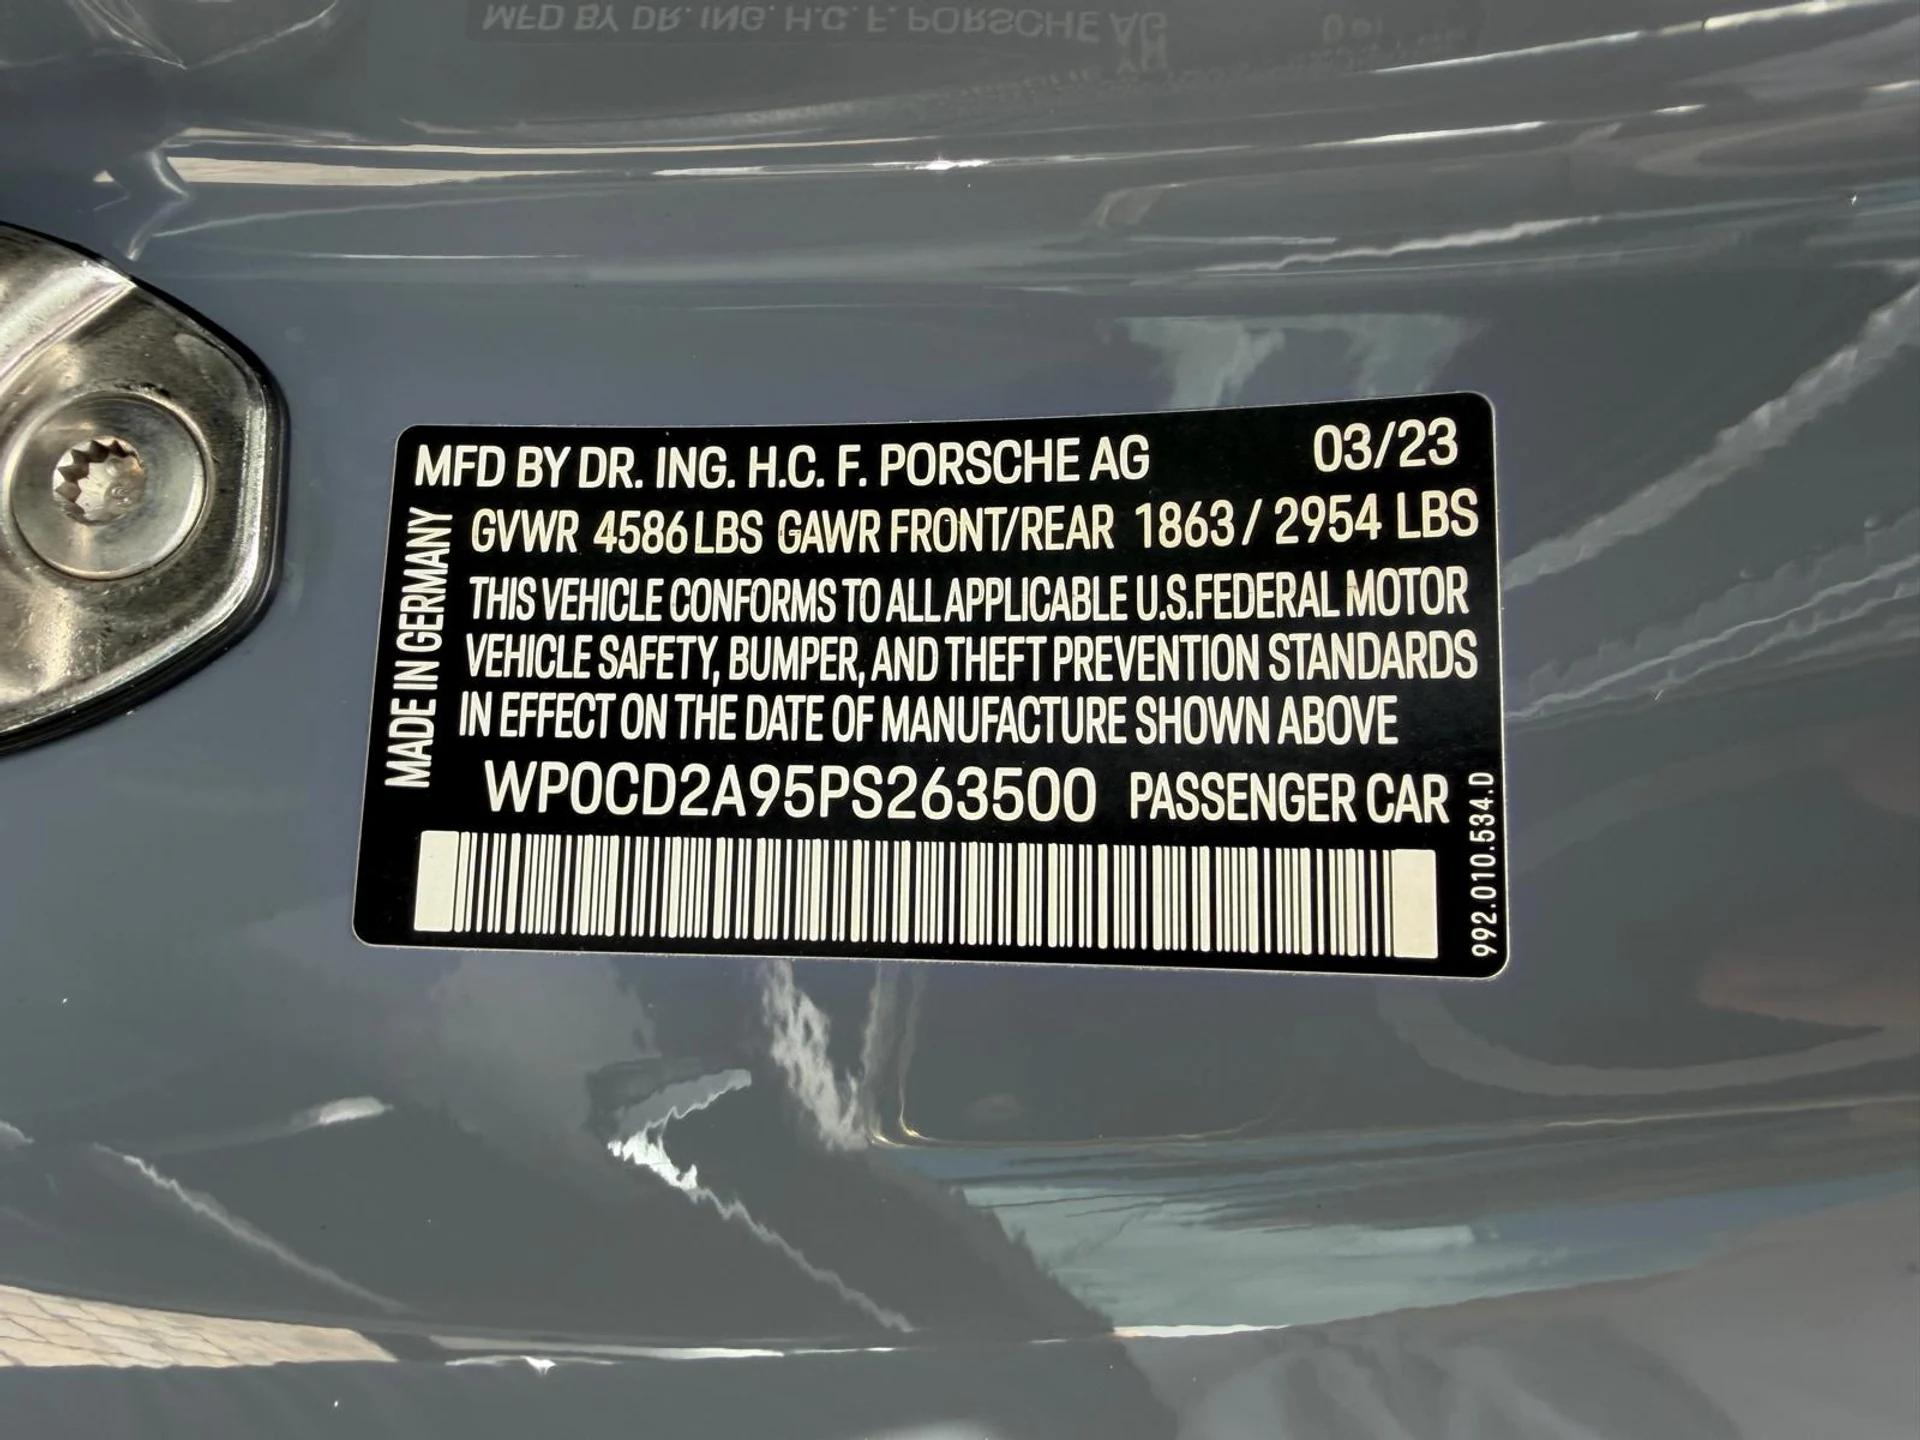 MFD BY DR. ING. H.C. F. PORSCHE AG
MFD BY DR. ING. H.C. F. PORSCHE AG 03/23
GVWR 4586 LBS GAWR FRONT/REAR 1863 / 2954 LBS
THIS VEHICLE CONFORMS TO ALL APPLICABLE U.S.FEDERAL MOTOR
VEHICLE SAFETY, BUMPER, AND THEFT PREVENTION STANDARDS
IN EFFECT ON THE DATE OF MANUFACTURE SHOWN ABOVE
WP0CD2A95PS263500 PASSENGER CAR
MADE IN GERMANY
992.010.534.D